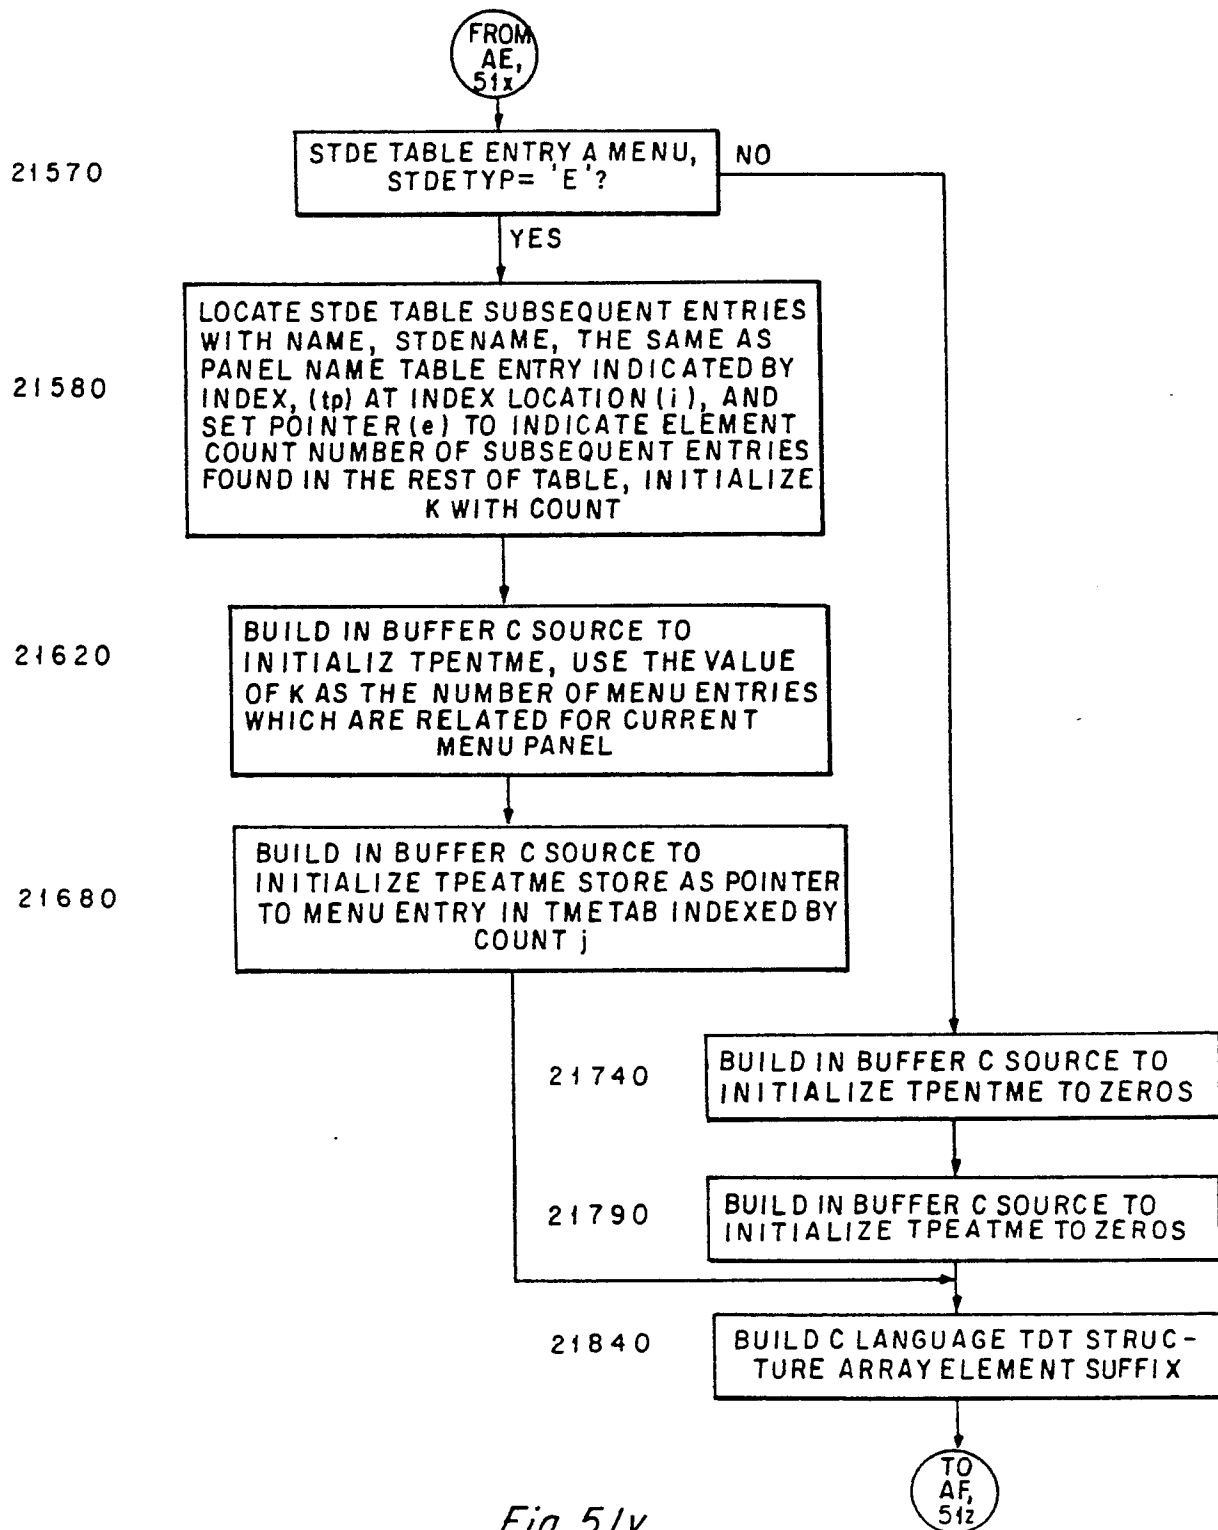 FROM
AE,
51x
21570
STDE TABLE ENTRY A MENU,
STDETYP= 'E'?
NO
YES
21580
LOCATE STDE TABLE SUBSEQUENT ENTRIES
WITH NAME, STDENAME, THE SAME AS
PANEL NAME TABLE ENTRY INDICATED BY
INDEX, (tp) AT INDEX LOCATION (i), AND
SET POINTER (e) TO INDICATE ELEMENT
COUNT NUMBER OF SUBSEQUENT ENTRIES
FOUND IN THE REST OF TABLE, INITIALIZE
K WITH COUNT
21620
BUILD IN BUFFER C SOURCE TO
INITIALIZ TPENTME, USE THE VALUE
OF K AS THE NUMBER OF MENU ENTRIES
WHICH ARE RELATED FOR CURRENT
MENU PANEL
21680
BUILD IN BUFFER C SOURCE TO
INITIALIZE TPEATME STORE AS POINTER
TO MENU ENTRY IN TMETAB INDEXED BY
COUNT j
21740
BUILD IN BUFFER C SOURCE TO
INITIALIZE TPENTME TO ZEROS
21790
BUILD IN BUFFER C SOURCE TO
INITIALIZE TPEATME TO ZEROS
21840
BUILD C LANGUAGE TDT STRUC-
TURE ARRAY ELEMENT SUFFIX
TO
AF,
51z
Fig. 51y